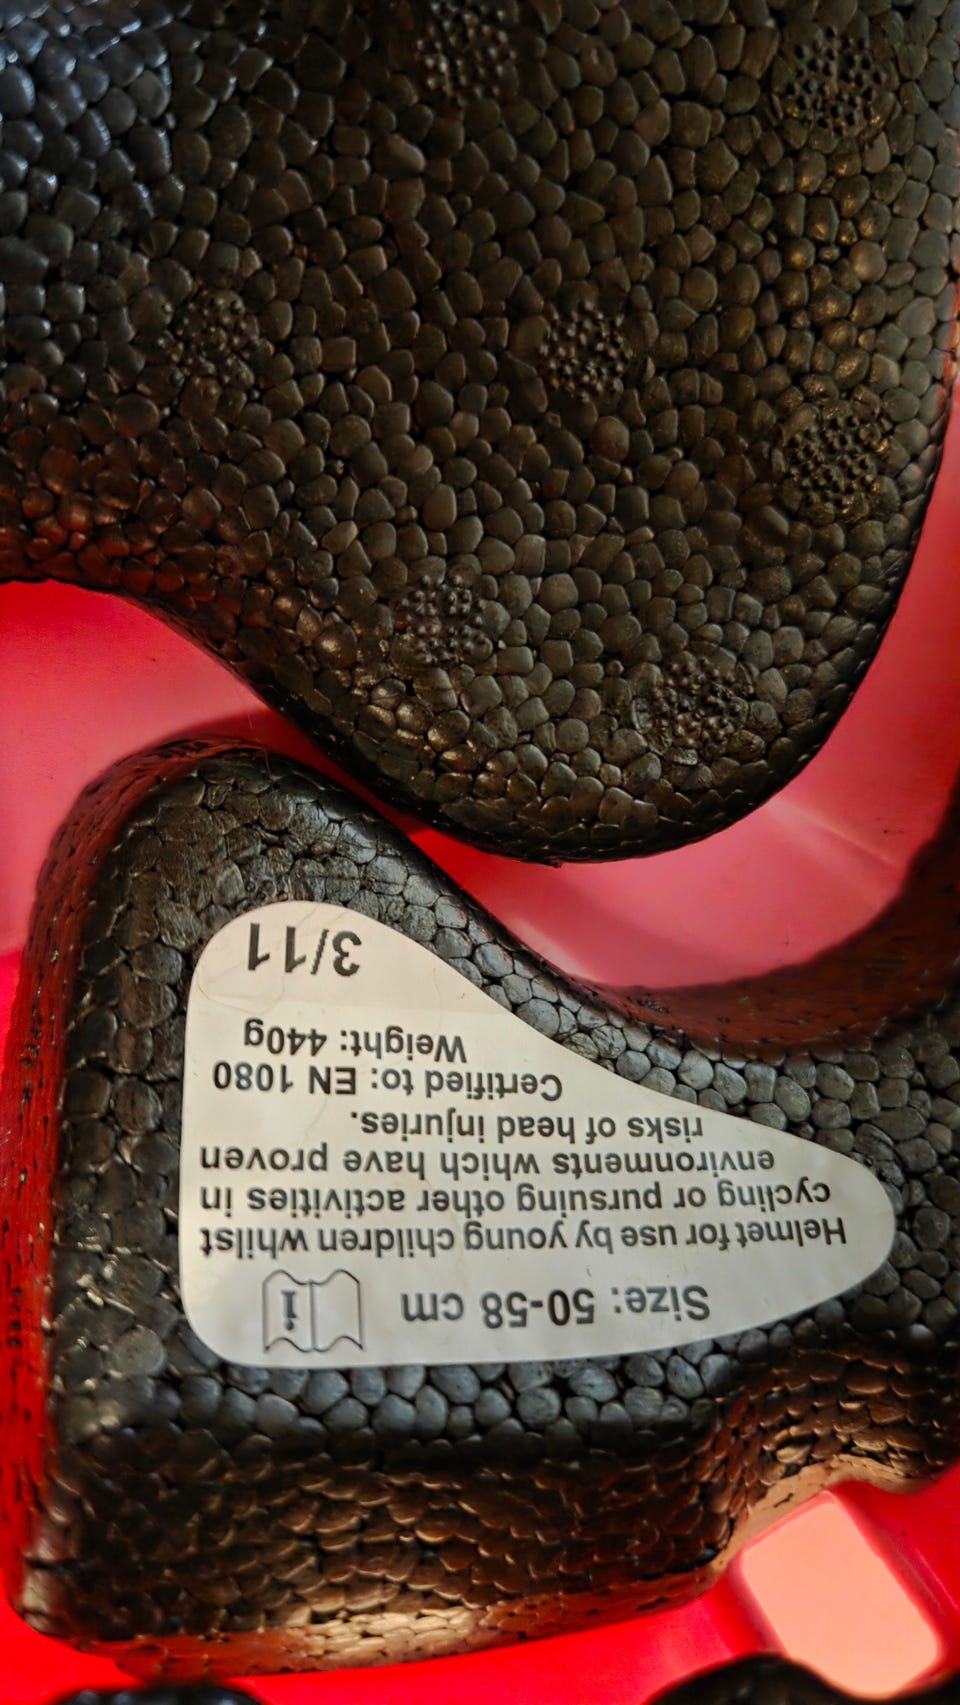 Size: 50-58 cm
Helmet for use by young children whilst
cycling or pursuing other activities in
environments which have proven
risks of head injuries.
Certified to: EN 1080
Weight: 440g
3/11